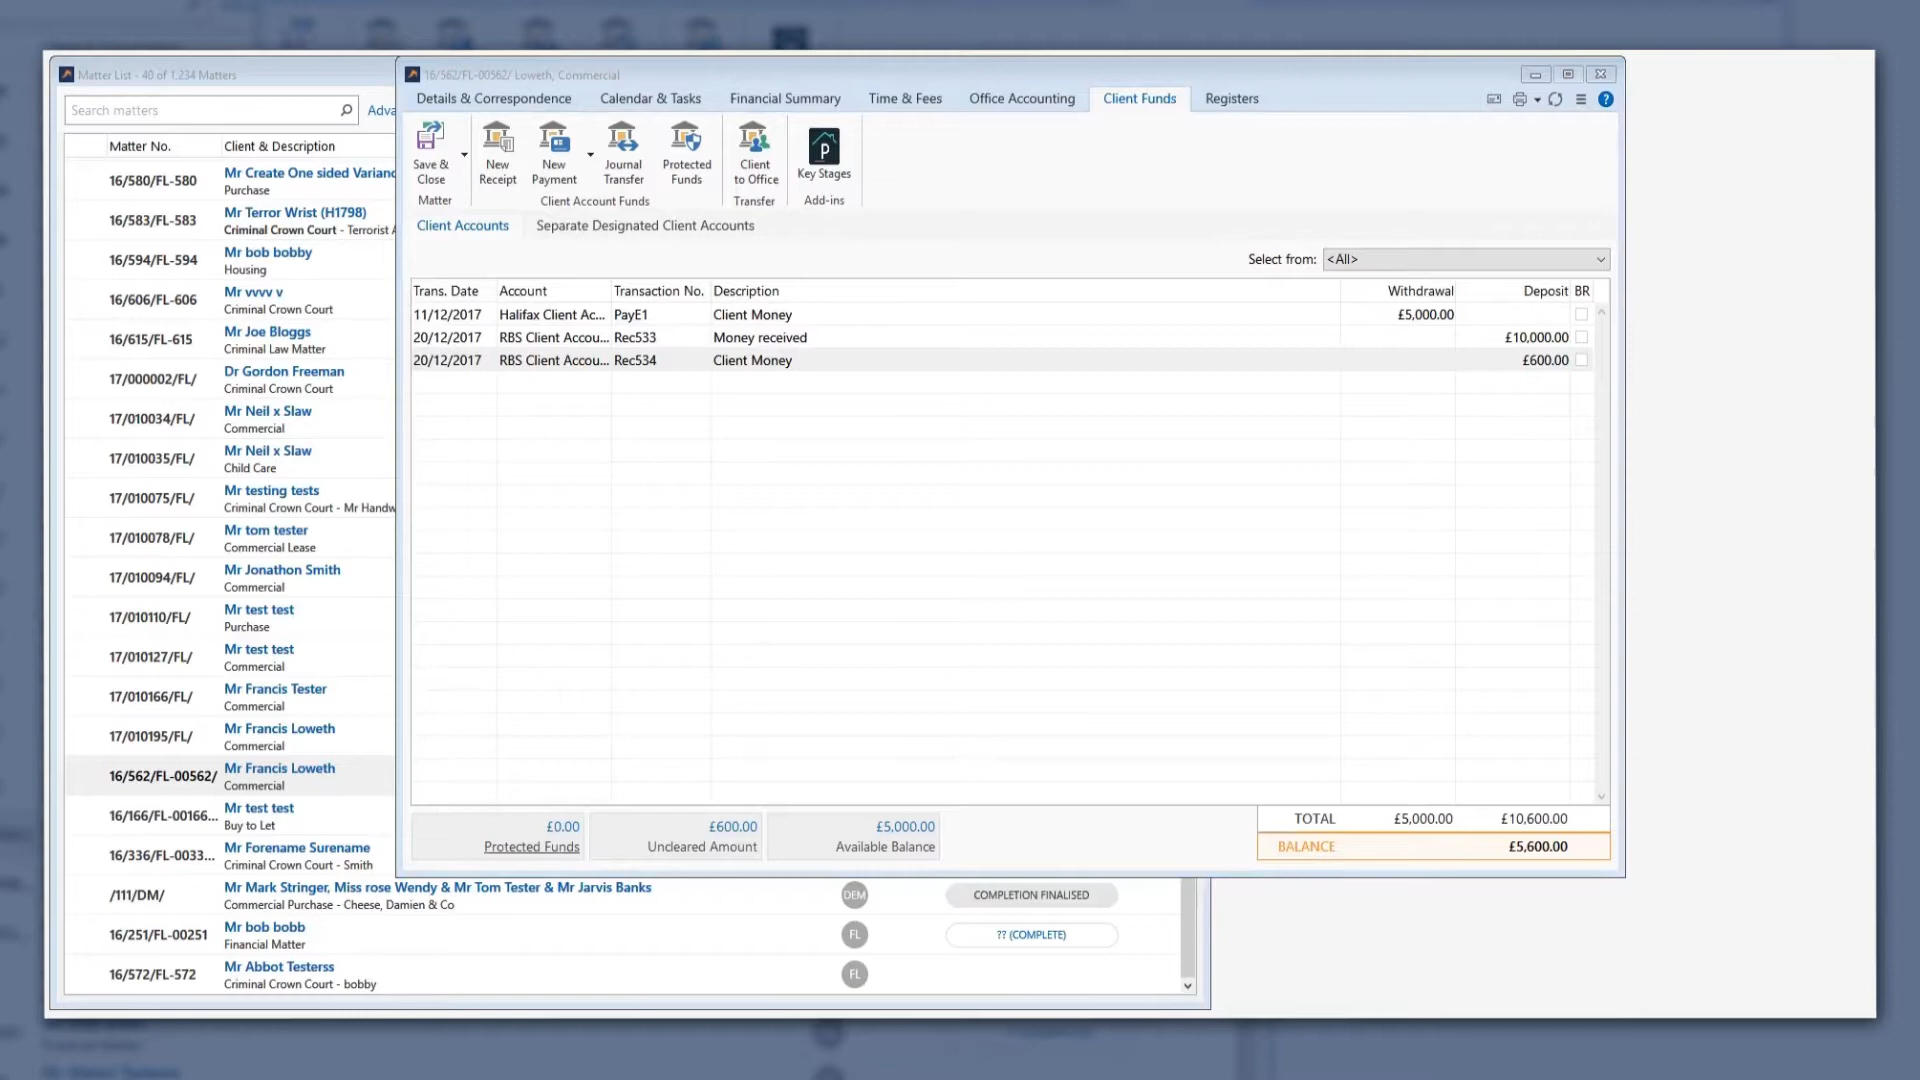 Matter List - 40 of 1,234 Matters
Search matters
Adva
Matter No. Client & Description
16/580/FL-580 Mr Create One sided Varianc
Purchase
16/583/FL-583 Mr Terror Wrist (H1798)
Criminal Crown Court - Terrorist A
16/594/FL-594 Mr bob bobby
Housing
16/606/FL-606 Mr vvvv v
Criminal Crown Court
16/615/FL-615 Mr Joe Bloggs
Criminal Law Matter
17/000002/FL/ Dr Gordon Freeman
Criminal Crown Court
17/010034/FL/ Mr Neil x Slaw
Commercial
17/010035/FL/ Mr Neil x Slaw
Child Care
17/010075/FL/ Mr testing tests
Criminal Crown Court - Mr Handw
17/010078/FL/ Mr tom tester
Commercial Lease
17/010094/FL/ Mr Jonathon Smith
Commercial
17/010110/FL/ Mr test test
Purchase
17/010127/FL/ Mr test test
Commercial
17/010166/FL/ Mr Francis Tester
Commercial
17/010195/FL/ Mr Francis Loweth
Commercial
16/562/FL-00562/ Mr Francis Loweth
Commercial
16/166/FL-00166... Mr test test
Buy to Let
16/336/FL-0033... Mr Forename Surename
Criminal Crown Court - Smith
/111/DM/ Mr Mark Stringer, Miss rose Wendy & Mr Tom Tester & Mr Jarvis Banks DEM COMPLETION FINALISED
Commercial Purchase - Cheese, Damien & Co
16/251/FL-00251 Mr bob bobb FL ?? (COMPLETE)
Financial Matter
16/572/FL-572 Mr Abbot Testerss FL
Criminal Crown Court - bobby
16/562/FL-00562/ Loweth, Commercial
Details & Correspondence Calendar & Tasks Financial Summary Time & Fees Office Accounting Client Funds Registers
Save & Close
New Receipt
New Payment
Journal Transfer
Protected Funds
Client to Office
Key Stages
Matter Client Account Funds Transfer Add-ins
Client Accounts Separate Designated Client Accounts
Select from: <All>
Trans. Date Account Transaction No. Description Withdrawal Deposit BR
11/12/2017 Halifax Client Ac... PayE1 Client Money £5,000.00
20/12/2017 RBS Client Accou... Rec533 Money received £10,000.00
20/12/2017 RBS Client Accou... Rec534 Client Money £600.00
£0.00 £600.00 £5,000.00
Protected Funds Uncleared Amount Available Balance
TOTAL £5,000.00 £10,600.00
BALANCE £5,600.00